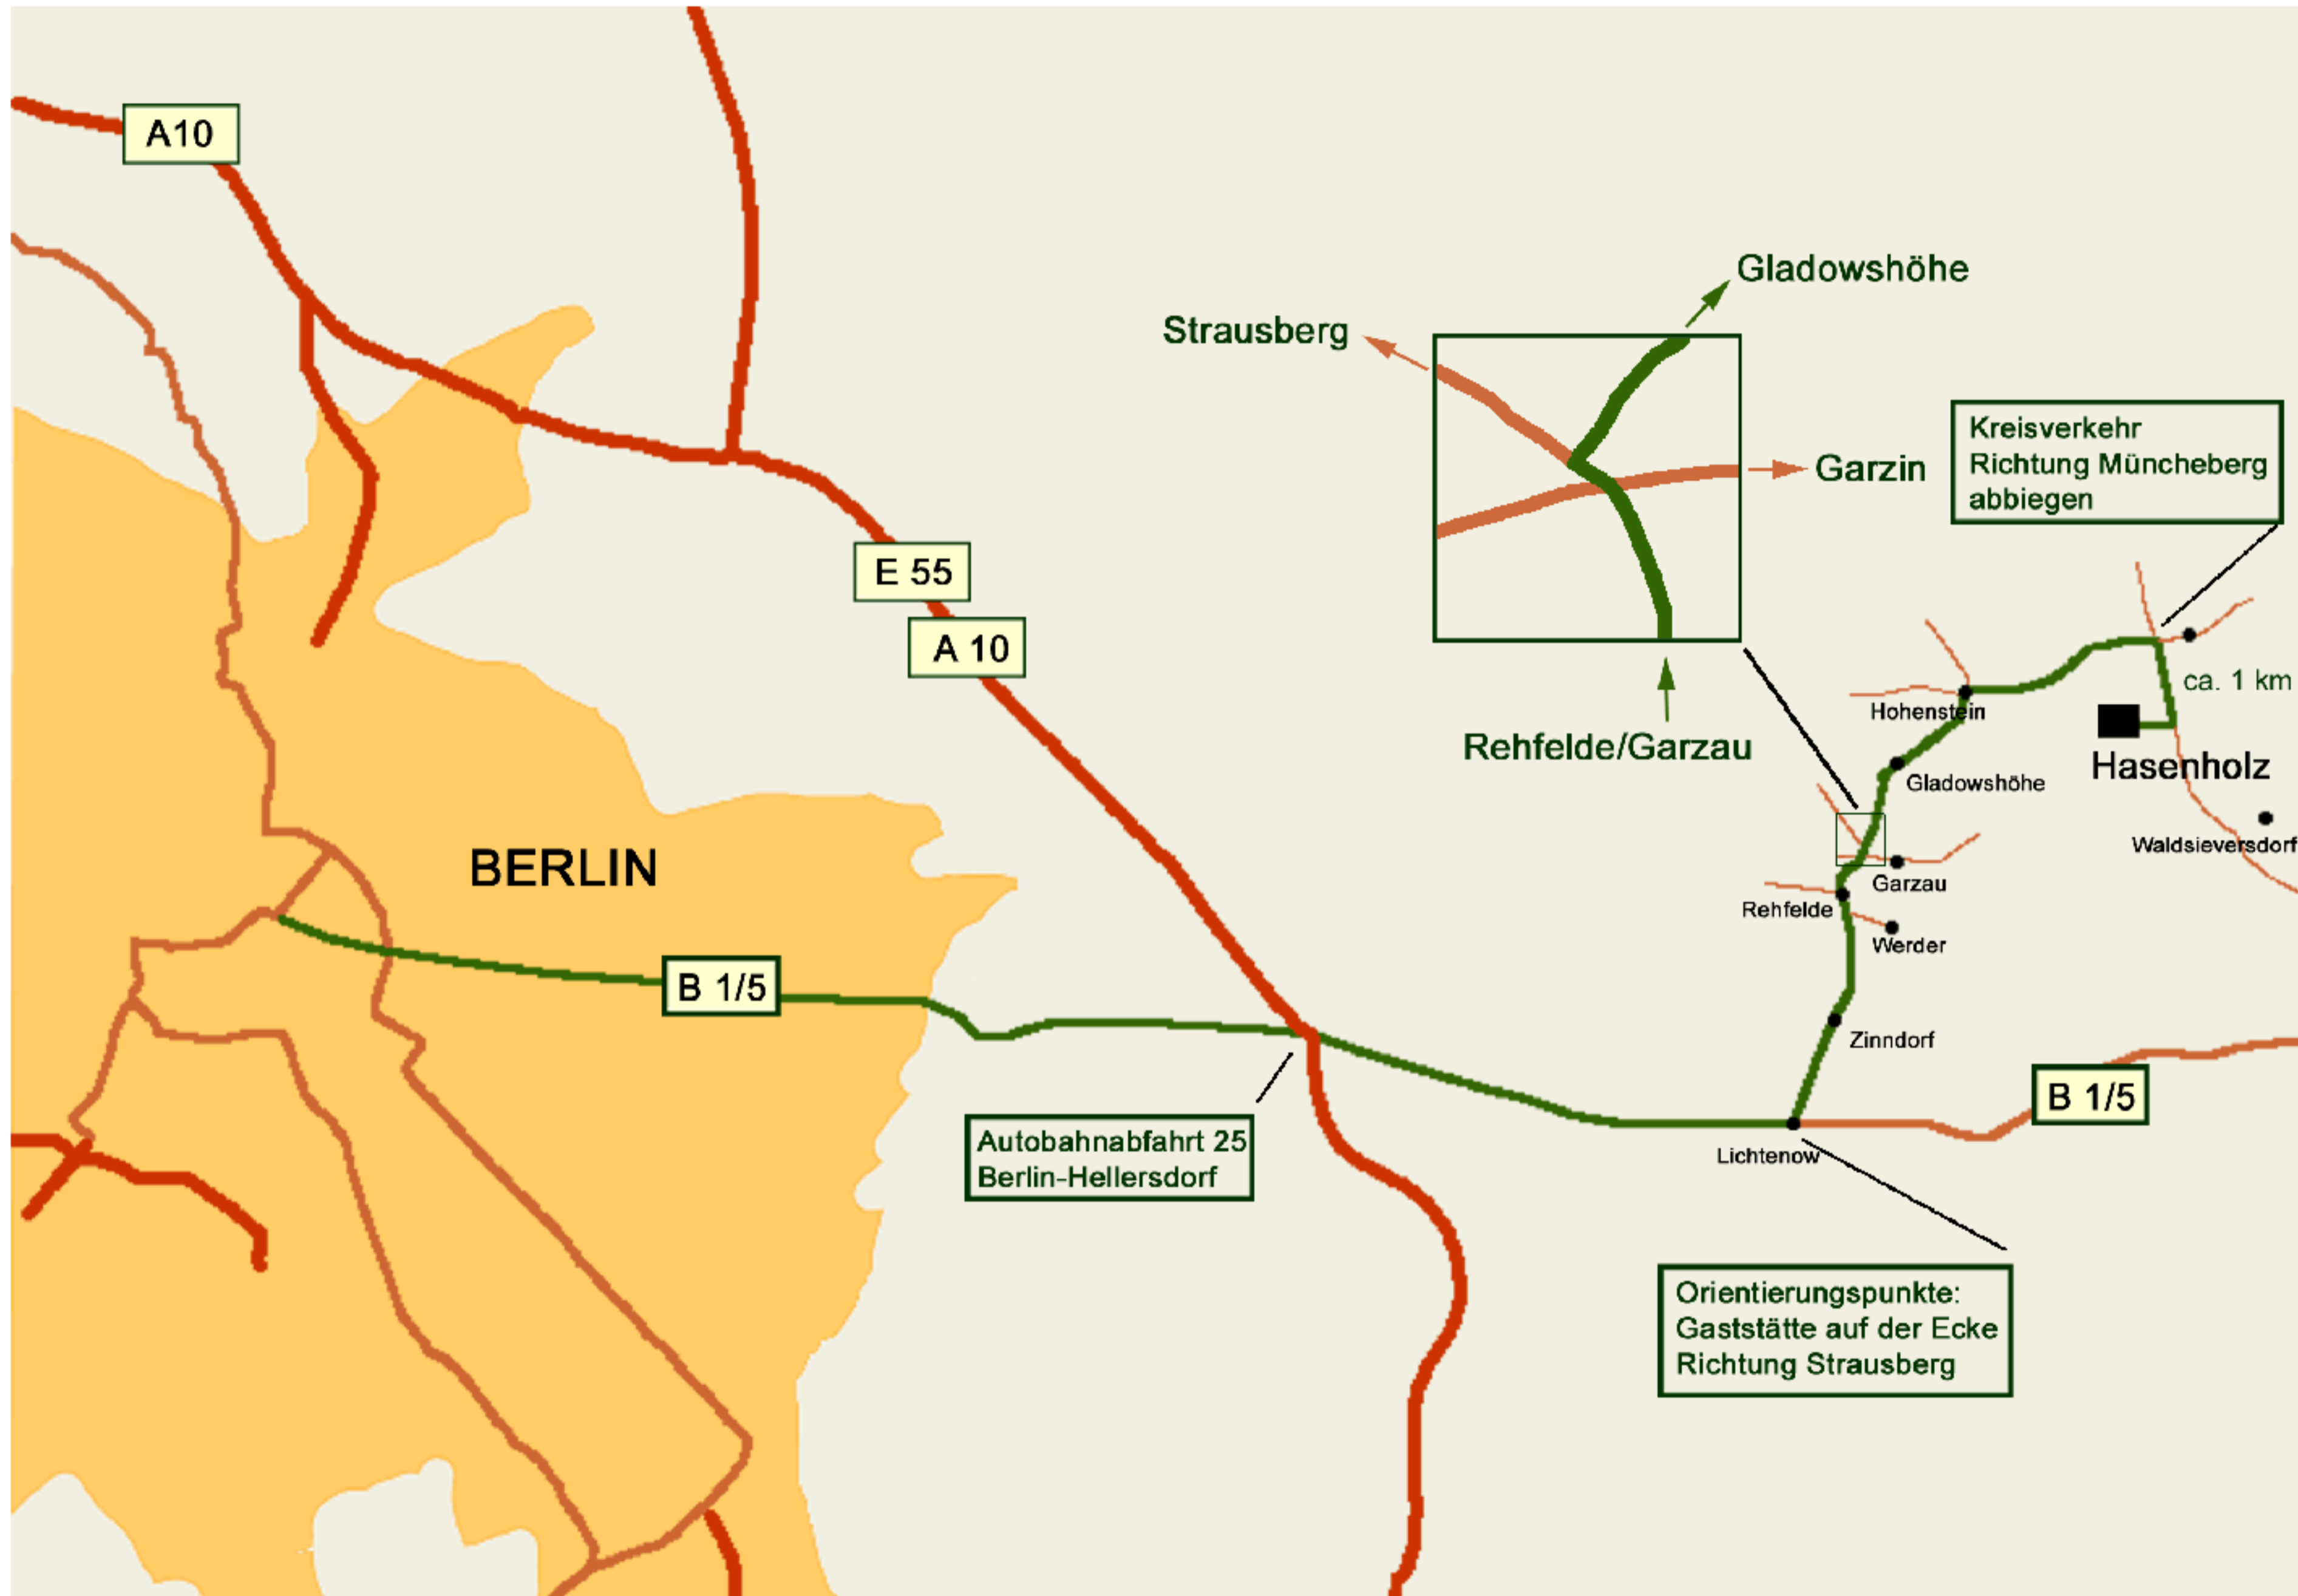 A10
Gladowshöhe
Strausberg
Garzin
Kreisverkehr
Richtung Müncheberg
abbiegen
E 55
A 10
ca. 1 km
Hohenstein
Rehfelde/Garzau
Hasenholz
Gladowshöhe
Waldsieversdorf
BERLIN
Garzau
Rehfelde
Werder
B 1/5
Zinndorf
B 1/5
Autobahnabfahrt 25
Berlin-Hellersdorf
Lichtenow
Orientierungspunkte:
Gaststätte auf der Ecke
Richtung Strausberg